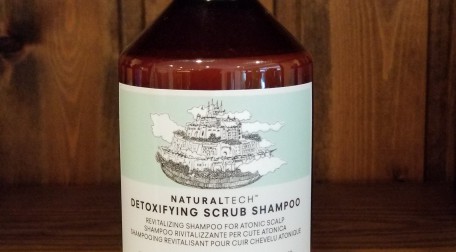 NATURALTECH™
DETOXIFYING SCRUB SHAMPOO
REVITALIZING SHAMPOO FOR ATONIC SCALP
SHAMPOO RIVITALIZZANTE PER CUTE ATONICA
SHAMPOOING REVITALISANT POUR CUIR CHEVELU ATONIQUE